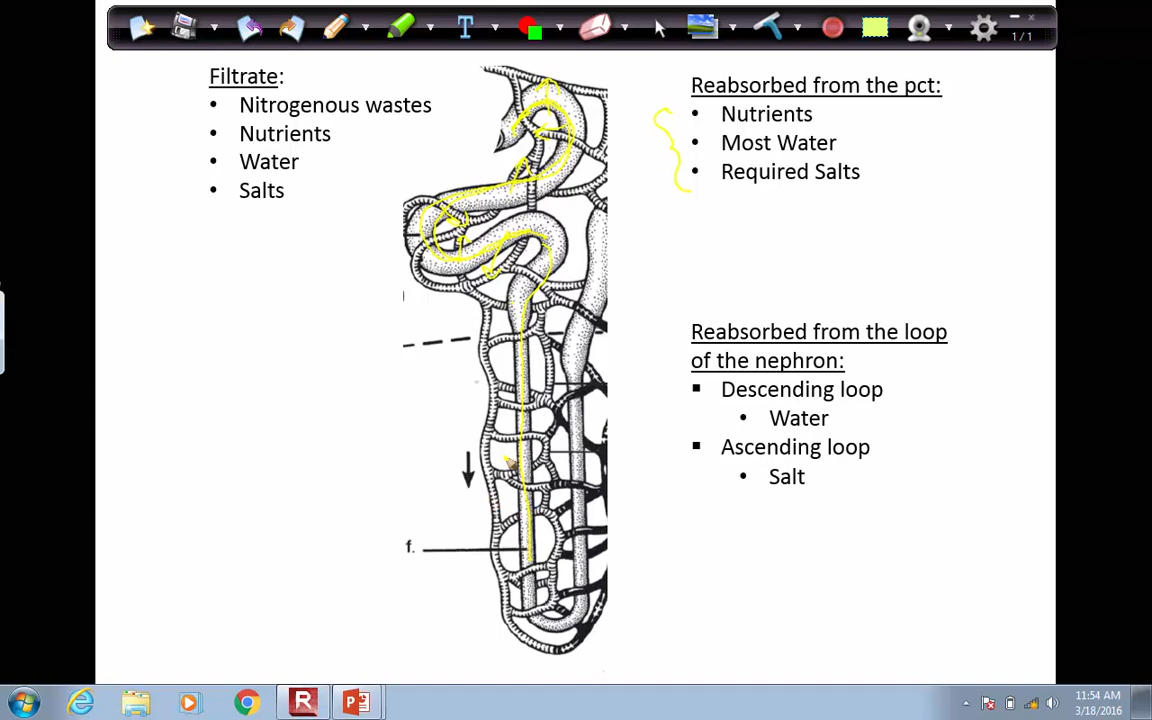 1/1
Filtrate:
• Nitrogenous wastes
• Nutrients
• Water
• Salts
Reabsorbed from the pct:
• Nutrients
• Most Water
• Required Salts
Reabsorbed from the loop
of the nephron:
▪ Descending loop
• Water
▪ Ascending loop
• Salt
f.
11:54 AM
3/18/2016